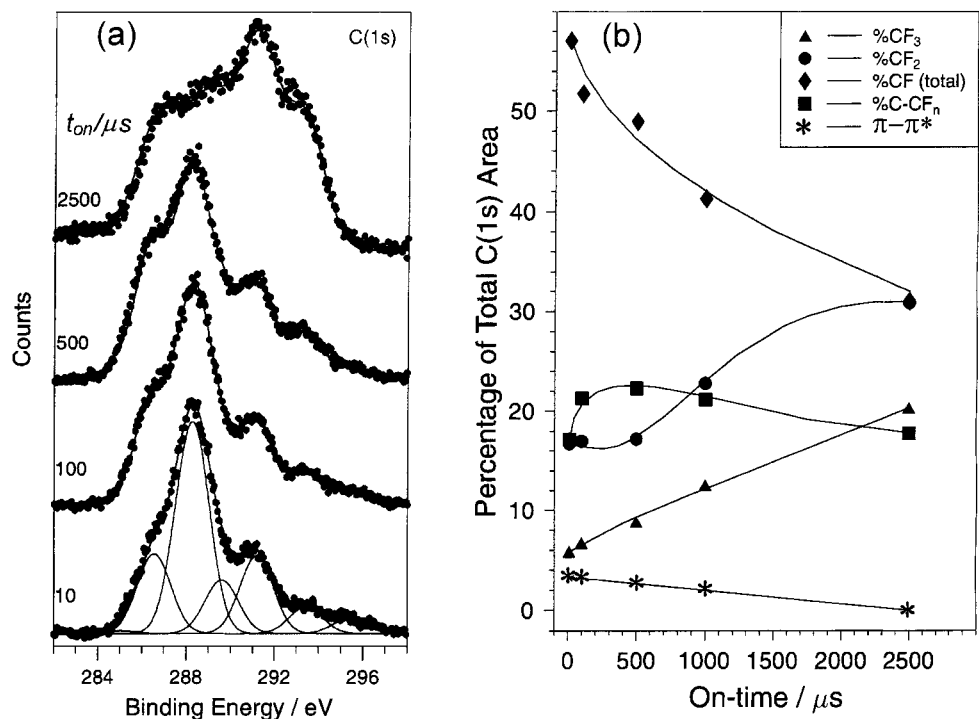 (a)
C(1s)
t_on/μs
2500
500
100
10
Counts
284
288
292
296
Binding Energy / eV
(b)
%CF₃
%CF₂
%CF (total)
%C-CFₙ
π–π*
Percentage of Total C(1s) Area
50
40
30
20
10
0
0
500
1000
1500
2000
2500
On-time / μs